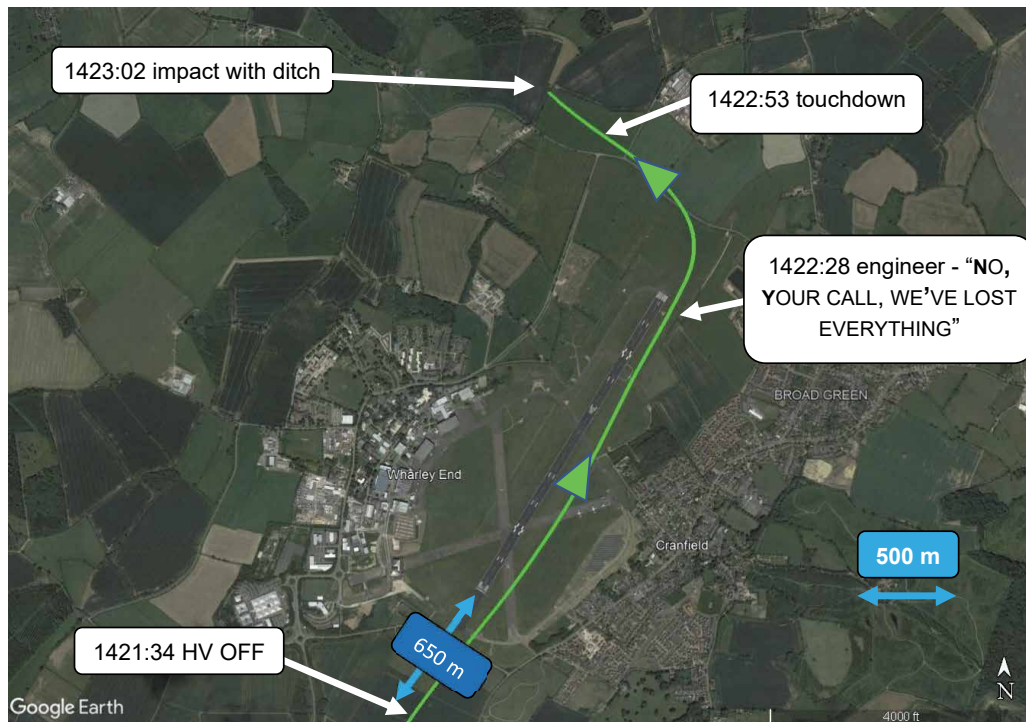 1423:02 impact with ditch
1422:53 touchdown
1422:28 engineer - “NO,
YOUR CALL, WE’VE LOST
EVERYTHING”
BROAD GREEN
Wharley End
Cranfield
500 m
650 m
1421:34 HV OFF
N
Google Earth
4000 ft